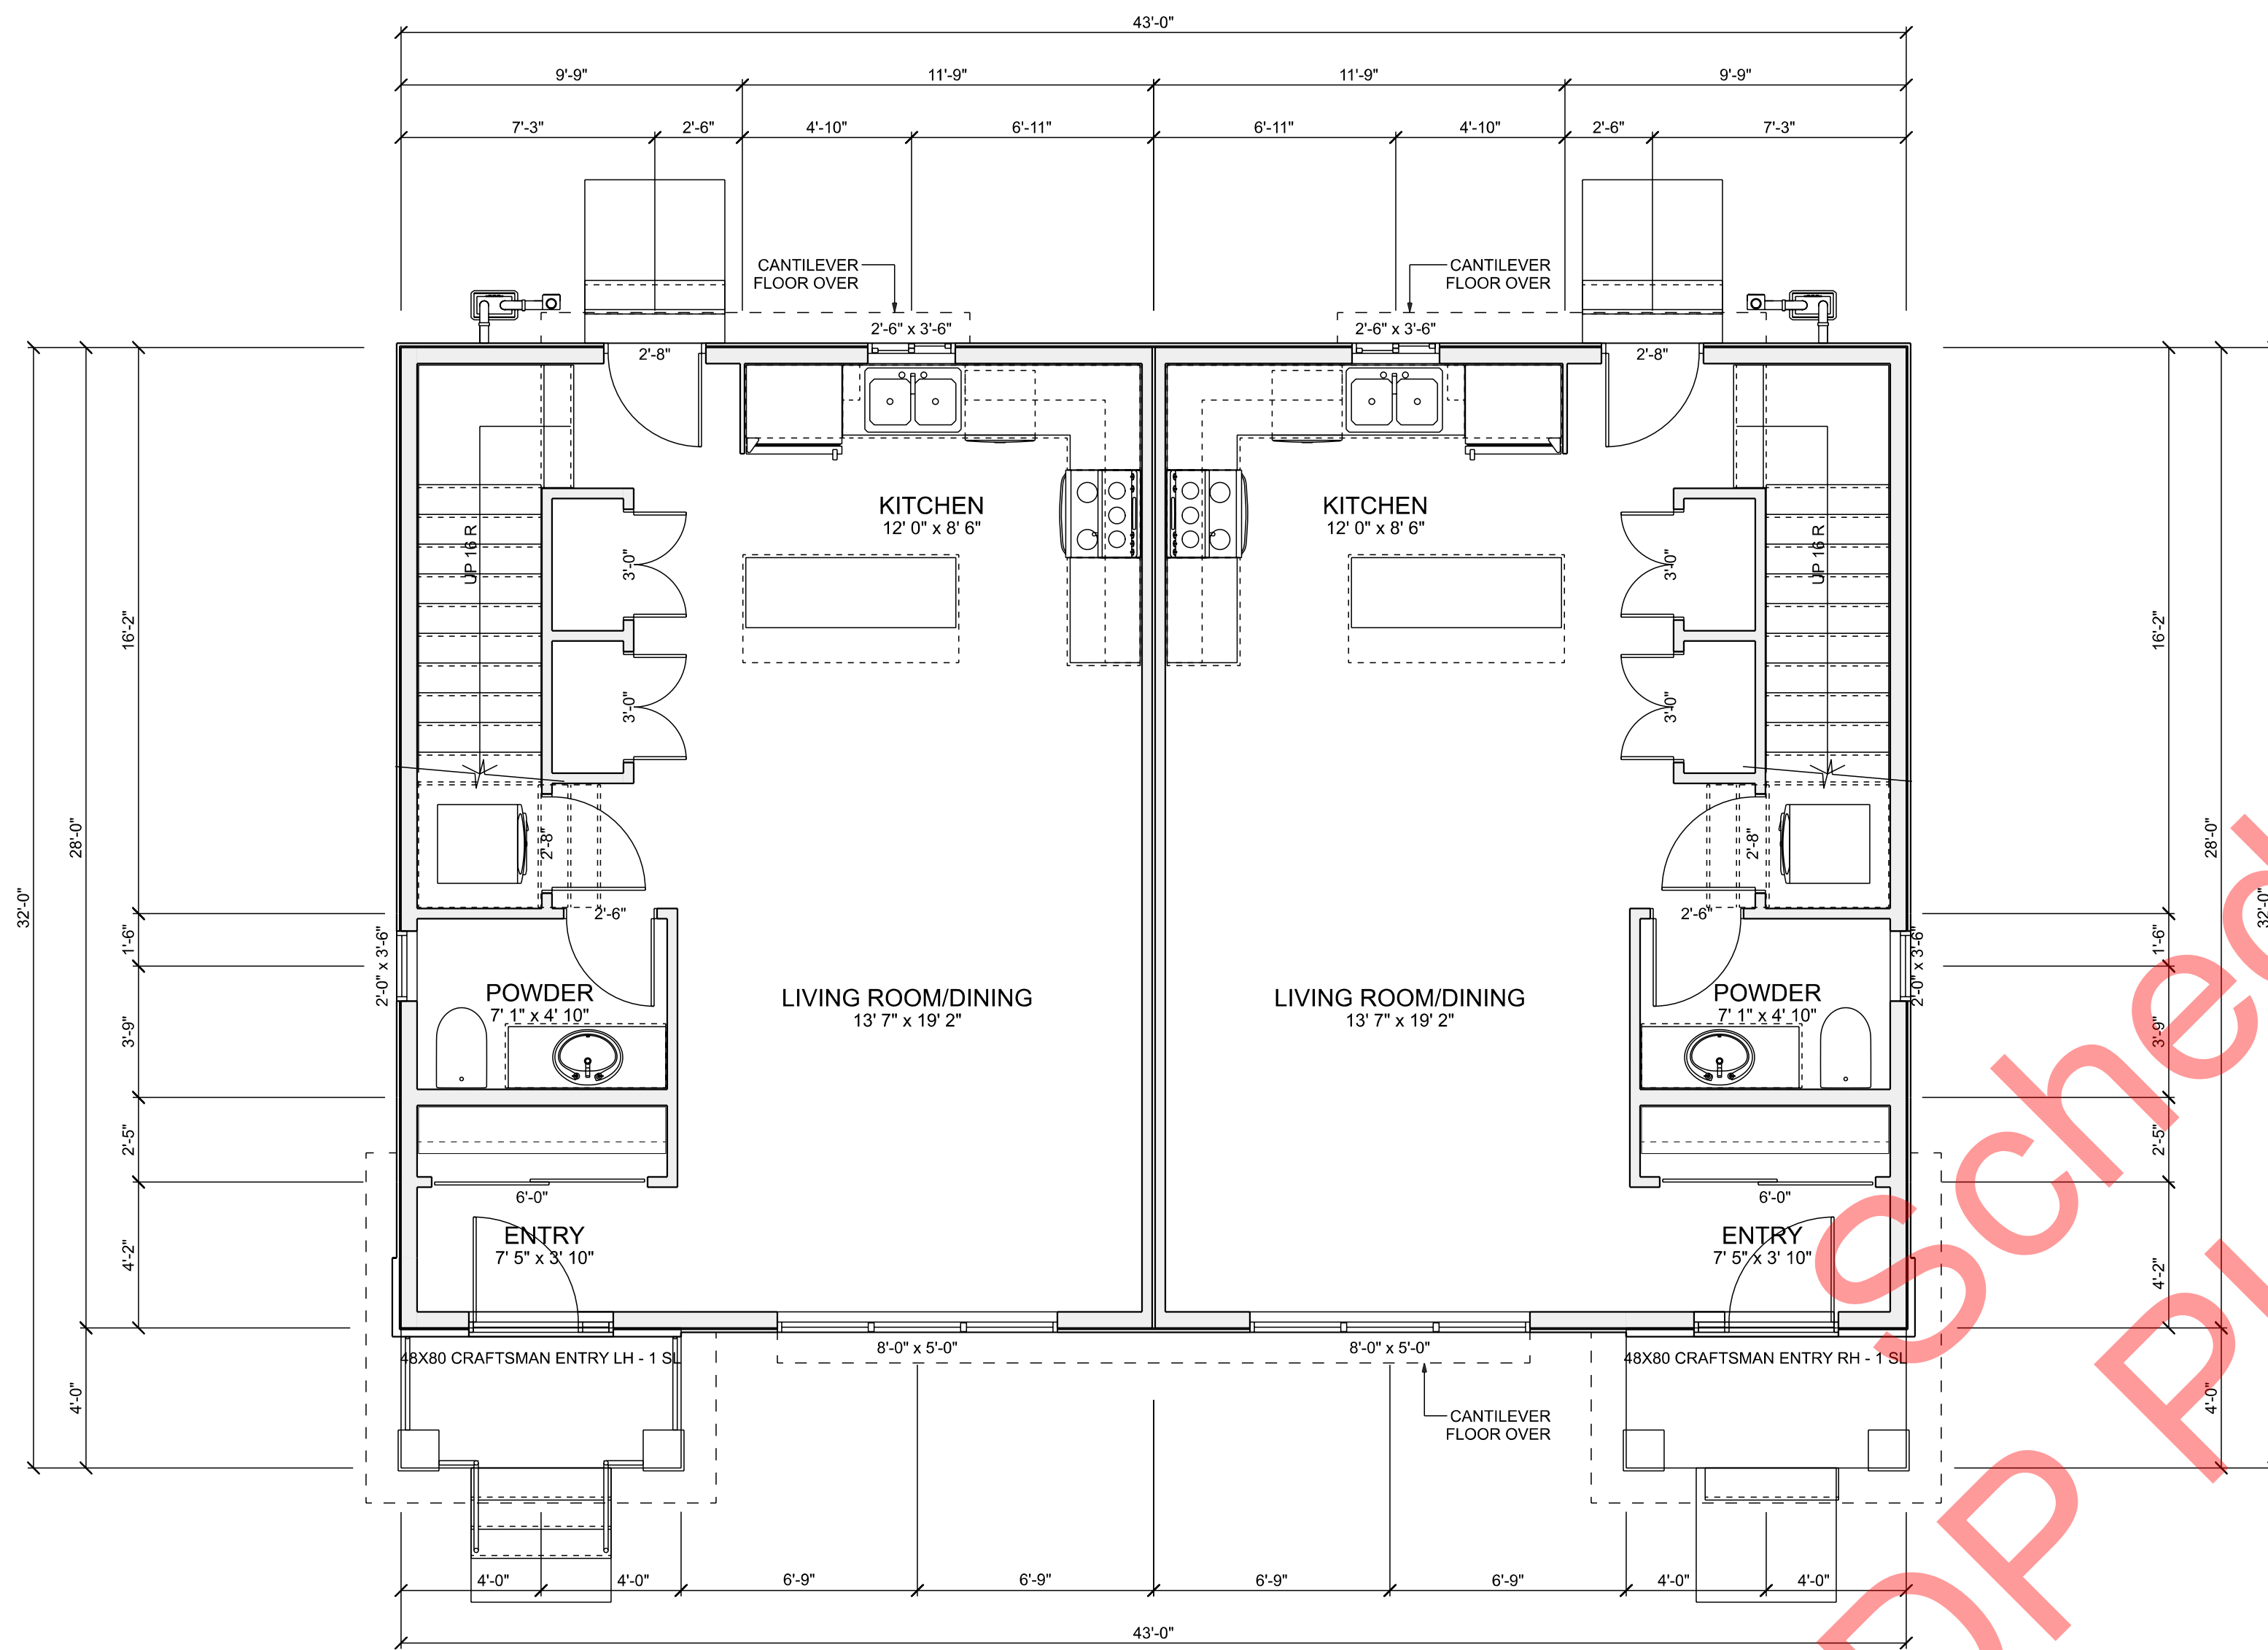 43'-0"
9'-9" 11'-9" 11'-9" 9'-9"
7'-3" 2'-6" 4'-10" 6'-11" 6'-11" 4'-10" 2'-6" 7'-3"
CANTILEVER
FLOOR OVER
CANTILEVER
FLOOR OVER
2'-6" x 3'-6"
2'-6" x 3'-6"
2'-8"
2'-8"
KITCHEN
12' 0" x 8' 6"
KITCHEN
12' 0" x 8' 6"
UP 16 R
UP 16 R
3'-0"
3'-0"
3'-0"
3'-0"
16'-2"
16'-2"
28'-0"
28'-0"
32'-0"
32'-0"
2'-8"
2'-8"
2'-6"
2'-6"
1'-6"
1'-6"
2'-0" x 3'-6"
2'-0" x 3'-6"
POWDER
7' 1" x 4' 10"
LIVING ROOM/DINING
13' 7" x 19' 2"
LIVING ROOM/DINING
13' 7" x 19' 2"
POWDER
7' 1" x 4' 10"
3'-9"
3'-9"
2'-5"
2'-5"
6'-0"
6'-0"
ENTRY
7' 5" x 3' 10"
ENTRY
7' 5" x 3' 10"
4'-2"
4'-2"
8'-0" x 5'-0"
8'-0" x 5'-0"
48X80 CRAFTSMAN ENTRY LH - 1 SL
48X80 CRAFTSMAN ENTRY RH - 1 SL
4'-0"
4'-0"
CANTILEVER
FLOOR OVER
4'-0" 4'-0" 6'-9" 6'-9" 6'-9" 6'-9" 4'-0" 4'-0"
43'-0"
Sched
DP